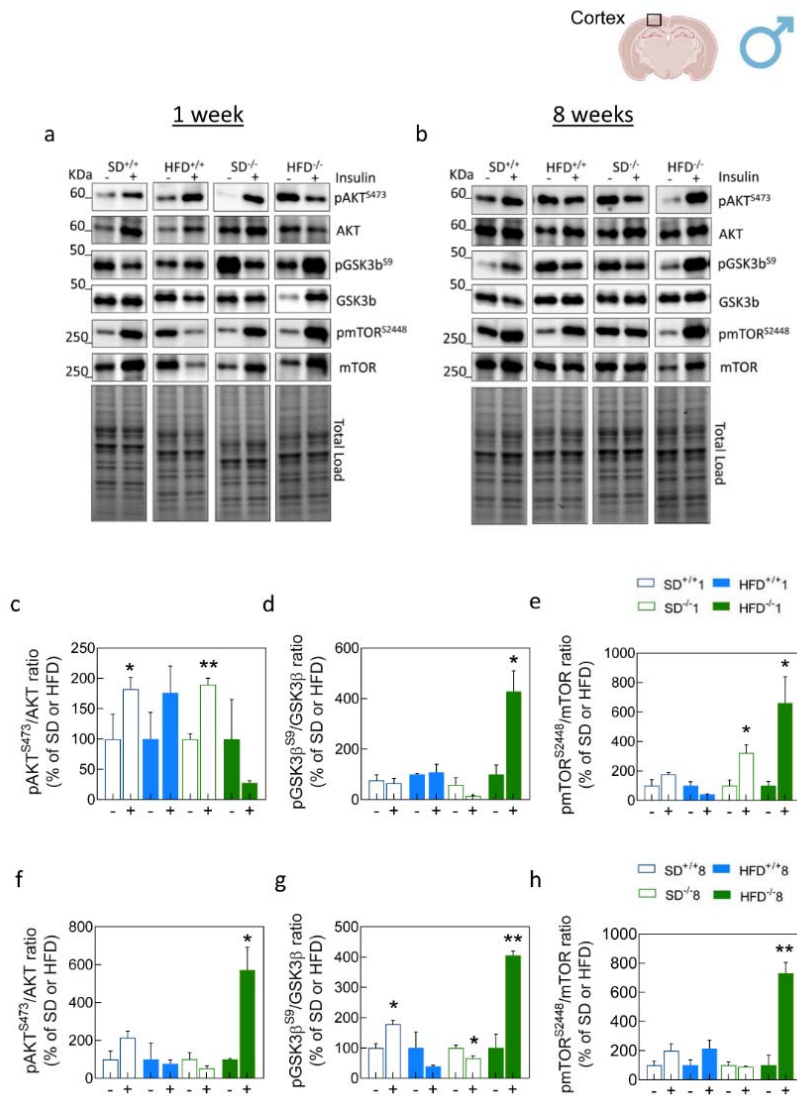 Cortex
1 week
8 weeks
a
SD+/+ HFD+/+ SD-/- HFD-/-
KDa - + - + - + - + Insulin
60 pAKTS473
60 AKT
50 pGSK3bS9
50 GSK3b
250 pmTORS2448
250 mTOR
Total Load
b
SD+/+ HFD+/+ SD-/- HFD-/-
KDa - + - + - + - + Insulin
60 pAKTS473
60 AKT
50 pGSK3bS9
50 GSK3b
250 pmTORS2448
250 mTOR
Total Load
SD+/+1 HFD+/+1
SD-/-1 HFD-/-1
c
pAKTS473/AKT ratio
(% of SD or HFD)
250
200
150
100
50
0
* **
- + - + - + - +
d
pGSK3βS9/GSK3β ratio
(% of SD or HFD)
600
400
200
0
*
- + - + - + - +
e
pmTORS2448/mTOR ratio
(% of SD or HFD)
1000
800
600
400
200
0
* *
- + - + - + - +
SD+/+8 HFD+/+8
SD-/-8 HFD-/-8
f
pAKTS473/AKT ratio
(% of SD or HFD)
800
600
400
200
0
*
- + - + - + - +
g
pGSK3βS9/GSK3β ratio
(% of SD or HFD)
500
400
300
200
100
0
* * **
- + - + - + - +
h
pmTORS2448/mTOR ratio
(% of SD or HFD)
1000
800
600
400
200
0
**
- + - + - + - +